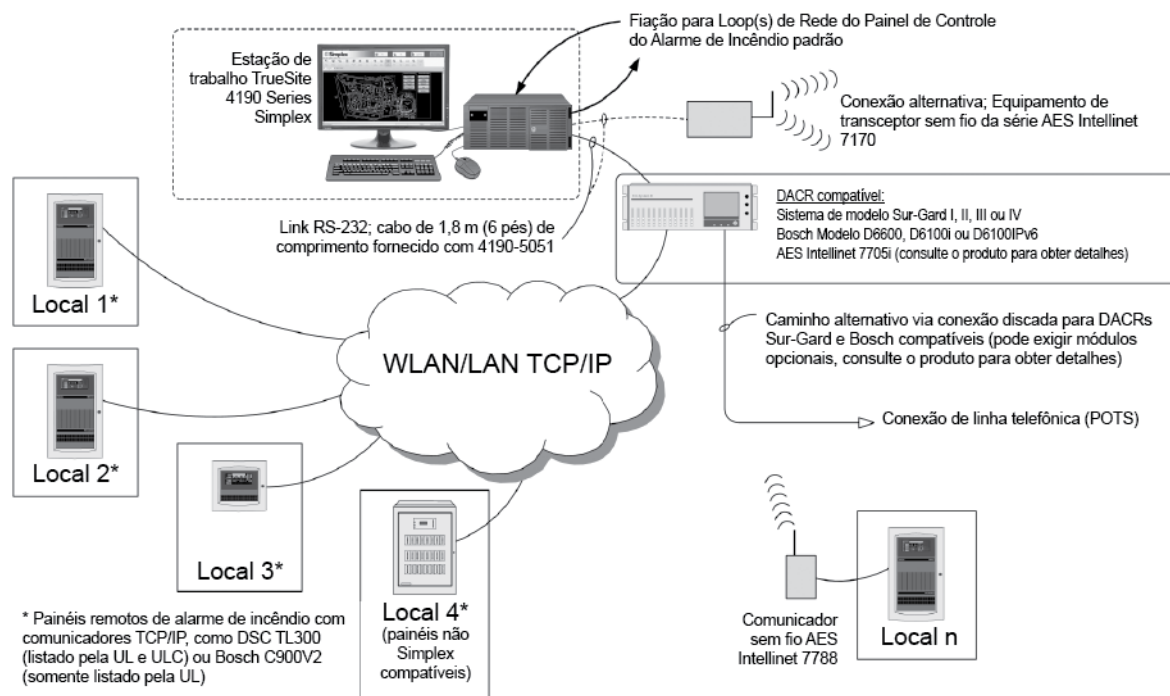 Fiação para Loop(s) de Rede do Painel de Controle
do Alarme de Incêndio padrão
Estação de
trabalho TrueSite
4190 Series
Simplex
Simplex
Conexão alternativa; Equipamento de
transceptor sem fio da série AES Intellinet
7170
DACR compatível:
Sistema de modelo Sur-Gard I, II, III ou IV
Bosch Modelo D6600, D6100i ou D6100IPv6
AES Intellinet 7705i (consulte o produto para obter detalhes)
Link RS-232; cabo de 1,8 m (6 pés) de
comprimento fornecido com 4190-5051
Local 1*
WLAN/LAN TCP/IP
Caminho alternativo via conexão discada para DACRs
Sur-Gard e Bosch compatíveis (pode exigir módulos
opcionais, consulte o produto para obter detalhes)
Conexão de linha telefônica (POTS)
Local 2*
Local 3*
Local 4*
(painéis não
Simplex
compatíveis)
Comunicador
sem fio AES
Intellinet 7788
Local n
* Painéis remotos de alarme de incêndio com
comunicadores TCP/IP, como DSC TL300
(listado pela UL e ULC) ou Bosch C900V2
(somente listado pela UL)